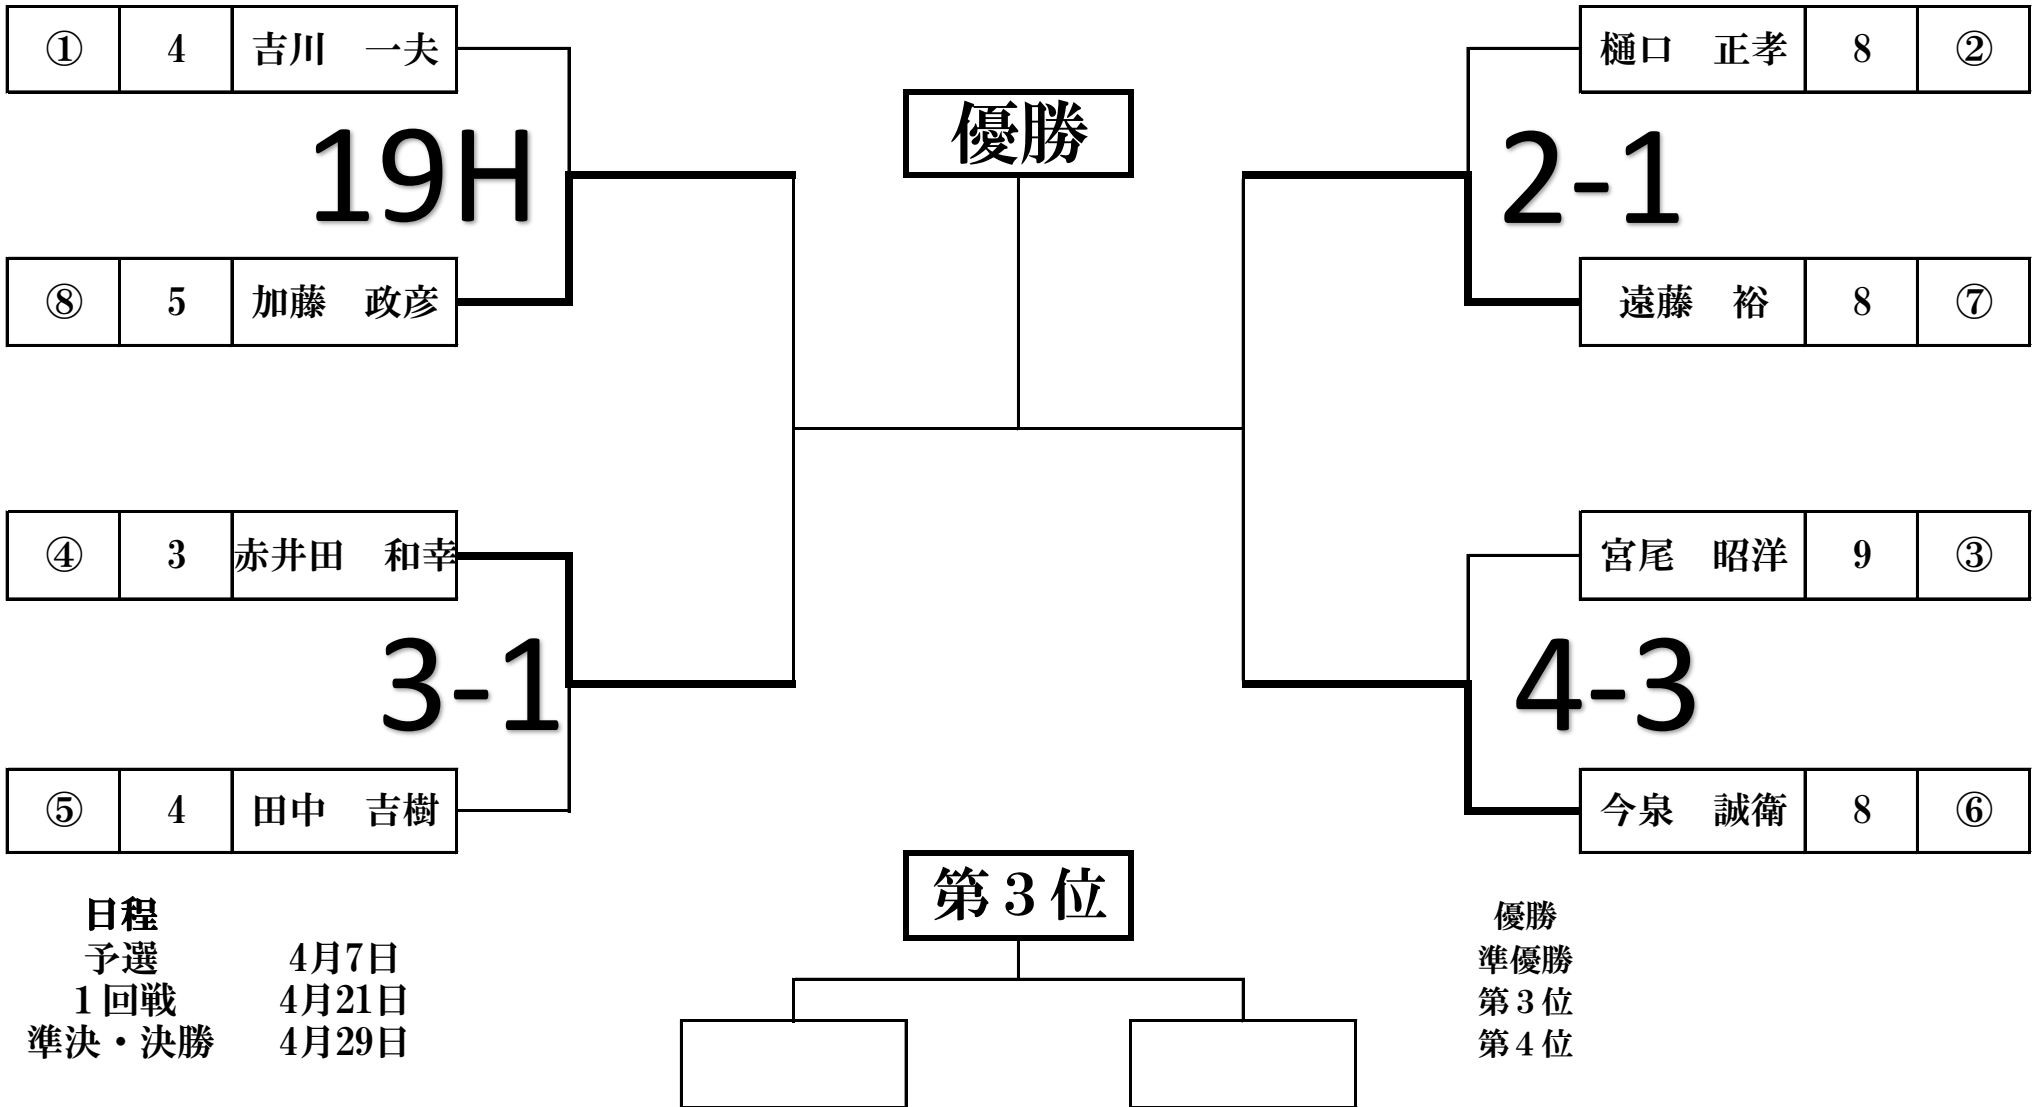 ① 4 吉川　一夫
樋口　正孝 8 ②
優勝
19H
2-1
⑧ 5 加藤　政彦
遠藤　裕 8 ⑦
④ 3 赤井田　和幸
宮尾　昭洋 9 ③
3-1
4-3
⑤ 4 田中　吉樹
今泉　誠衛 8 ⑥
第３位
日程
予選 4月7日
１回戦 4月21日
準決・決勝 4月29日
優勝
準優勝
第３位
第４位